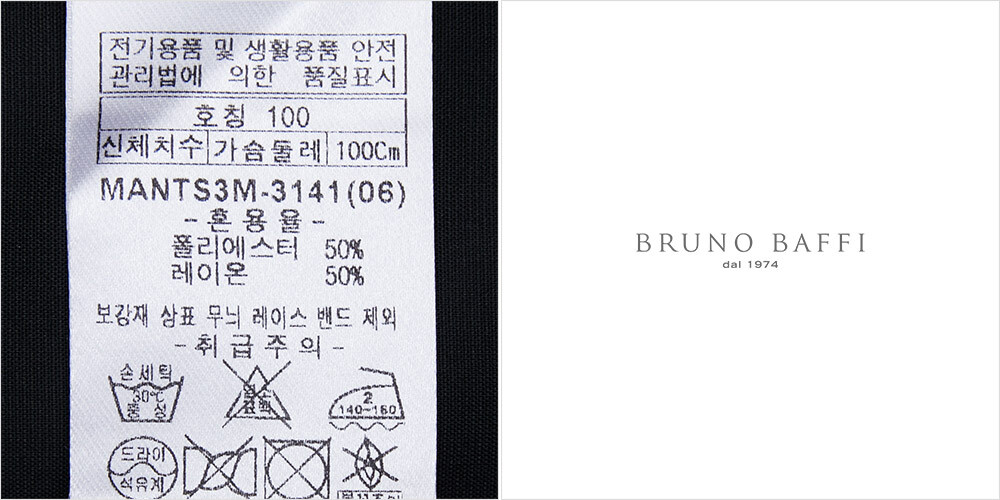 전기용품 및 생활용품 안전
관리법에 의한 품질표시
호칭 100
신체치수 가슴둘레 100Cm
MANTS3M-3141(06)
-혼용율-
폴리에스터 50%
레이온 50%
보강재 상표 무늬 레이스 밴드 제외
-취급주의-
손세탁
30℃
중성
염소
표백
2
140~160
드라이
석유계
BRUNO BAFFI
dal 1974